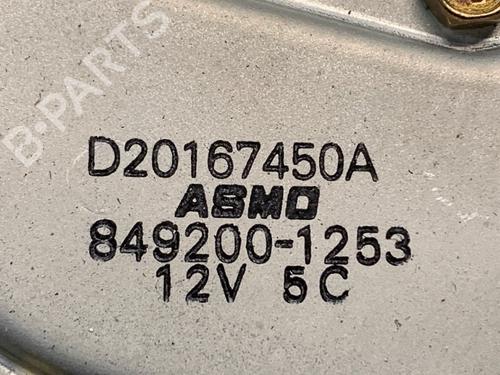 B-PARTS
D20167450A
ASMO
849200-1253
12V 5C